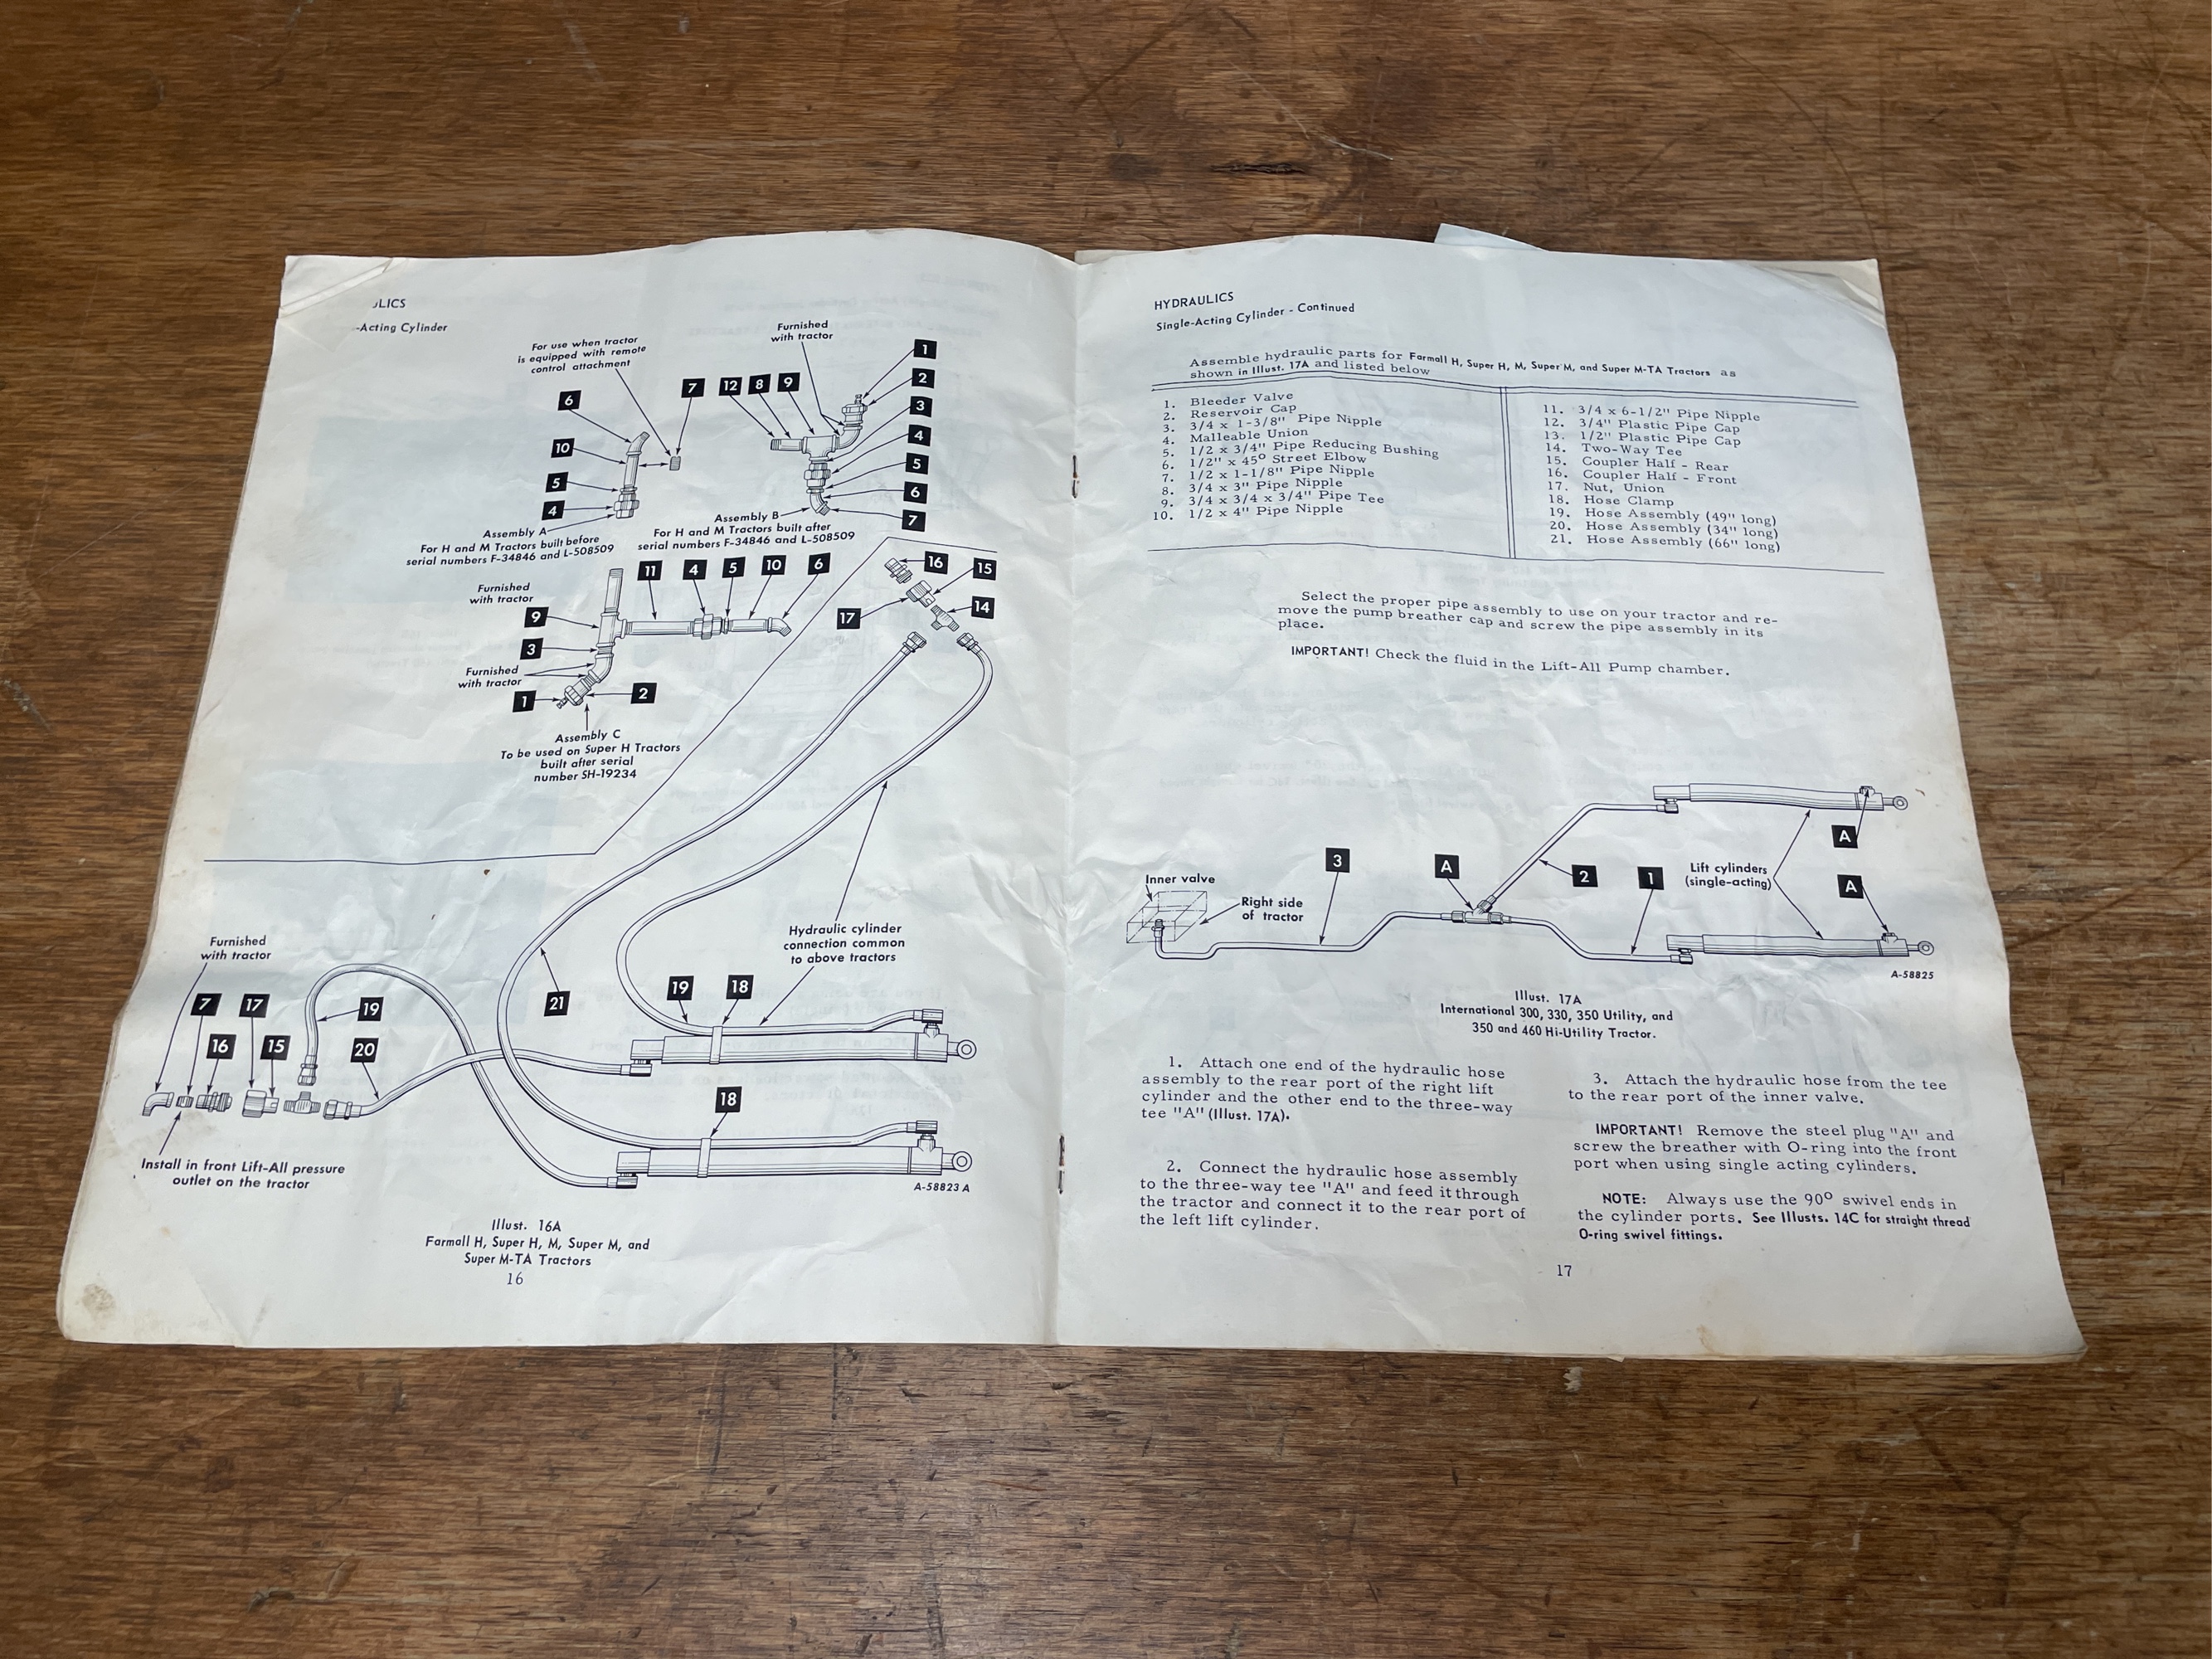 ULICS
-Acting Cylinder
For use when tractor
is equipped with remote
control attachment
Furnished
with tractor
1
2
3
4
5
6
7
12
8
9
7
6
10
5
4
Assembly A
For H and M Tractors built before
serial numbers F-34846 and L-508509
Assembly B
For H and M Tractors built after
serial numbers F-34846 and L-508509
11
4
5
10
6
Furnished
with tractor
9
3
Furnished
with tractor
1
2
Assembly C
To be used on Super H Tractors
built after serial
number SH-19234
16
15
17
14
Hydraulic cylinder
connection common
to above tractors
Furnished
with tractor
7
17
19
16
15
20
21
19
18
18
Install in front Lift-All pressure
outlet on the tractor
A-58823 A
Illust. 16A
Farmall H, Super H, M, Super M, and
Super M-TA Tractors
16
HYDRAULICS
Single-Acting Cylinder - Continued
Assemble hydraulic parts for Farmall H, Super H, M, Super M, and Super M-TA Tractors as
shown in Illust. 17A and listed below
1. Bleeder Valve
2. Reservoir Cap
3. 3/4 x 1-3/8" Pipe Nipple
4. Malleable Union
5. 1/2 x 3/4" Pipe Reducing Bushing
6. 1/2" x 45° Street Elbow
7. 1/2 x 1-1/8" Pipe Nipple
8. 3/4 x 3" Pipe Nipple
9. 3/4 x 3/4 x 3/4" Pipe Tee
10. 1/2 x 4" Pipe Nipple
11. 3/4 x 6-1/2" Pipe Nipple
12. 3/4" Plastic Pipe Cap
13. 1/2" Plastic Pipe Cap
14. Two-Way Tee
15. Coupler Half - Rear
16. Coupler Half - Front
17. Nut, Union
18. Hose Clamp
19. Hose Assembly (49" long)
20. Hose Assembly (34" long)
21. Hose Assembly (66" long)
Select the proper pipe assembly to use on your tractor and re-
move the pump breather cap and screw the pipe assembly in its
place.
IMPORTANT! Check the fluid in the Lift-All Pump chamber.
Inner valve
Right side
of tractor
3
A
2
1
Lift cylinders
(single-acting)
A
A
A-58825
Illust. 17A
International 300, 330, 350 Utility, and
350 and 460 Hi-Utility Tractor.
1. Attach one end of the hydraulic hose
assembly to the rear port of the right lift
cylinder and the other end to the three-way
tee "A" (Illust. 17A).
2. Connect the hydraulic hose assembly
to the three-way tee "A" and feed it through
the tractor and connect it to the rear port of
the left lift cylinder.
3. Attach the hydraulic hose from the tee
to the rear port of the inner valve.
IMPORTANT! Remove the steel plug "A" and
screw the breather with O-ring into the front
port when using single acting cylinders.
NOTE: Always use the 90° swivel ends in
the cylinder ports. See Illusts. 14C for straight thread
O-ring swivel fittings.
17